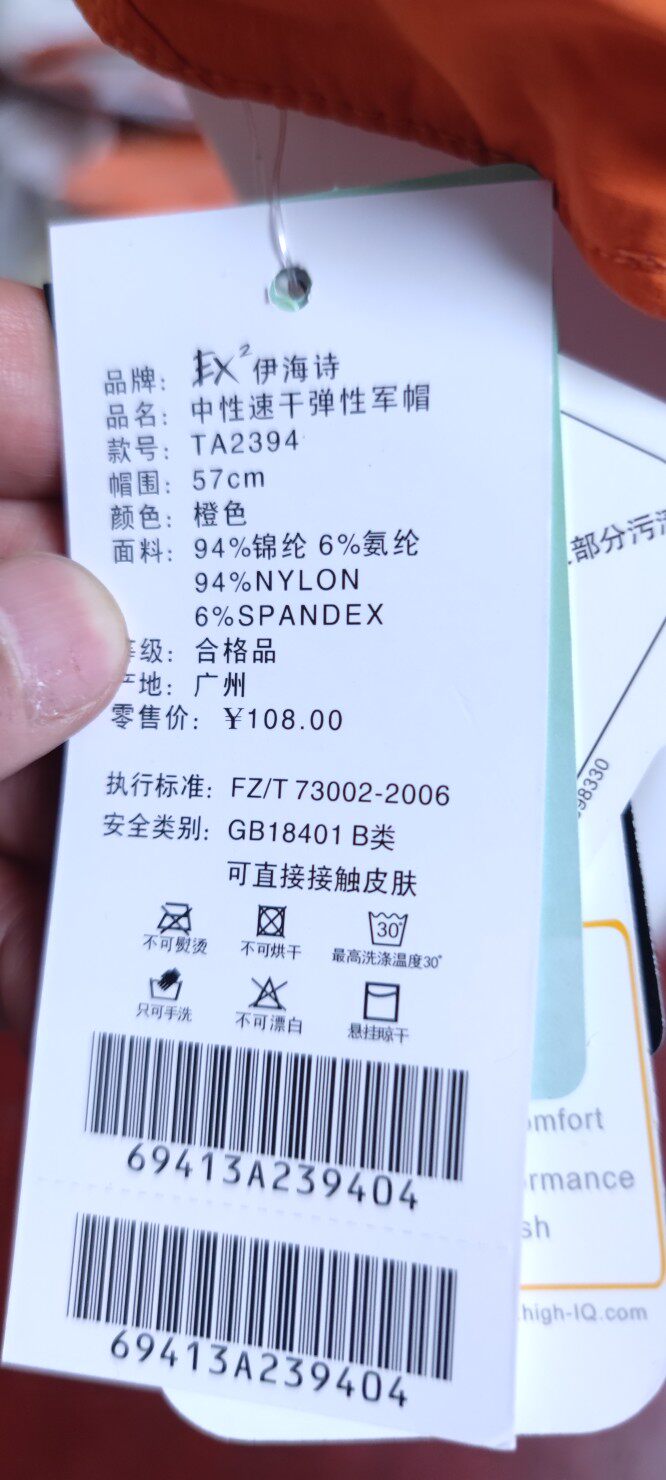 品牌：EX² 伊海诗
品名：中性速干弹性军帽
款号：TA2394
帽围：57cm
颜色：橙色
面料：94%锦纶 6%氨纶
94%NYLON
6%SPANDEX
等级：合格品
产地：广州
零售价：¥108.00
执行标准：FZ/T 73002-2006
安全类别：GB18401 B类
可直接接触皮肤
不可熨烫 不可烘干 30° 最高洗涤温度30°
只可手洗 不可漂白 悬挂晾干
69413A239404
69413A239404
部分污
98330
omfort
rmance
sh
.high-IQ.com